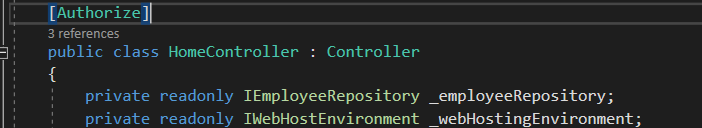 [Authorize]
3 references
public class HomeController : Controller
{
private readonly IEmployeeRepository _employeeRepository;
private readonly IWebHostEnvironment _webHostingEnvironment;